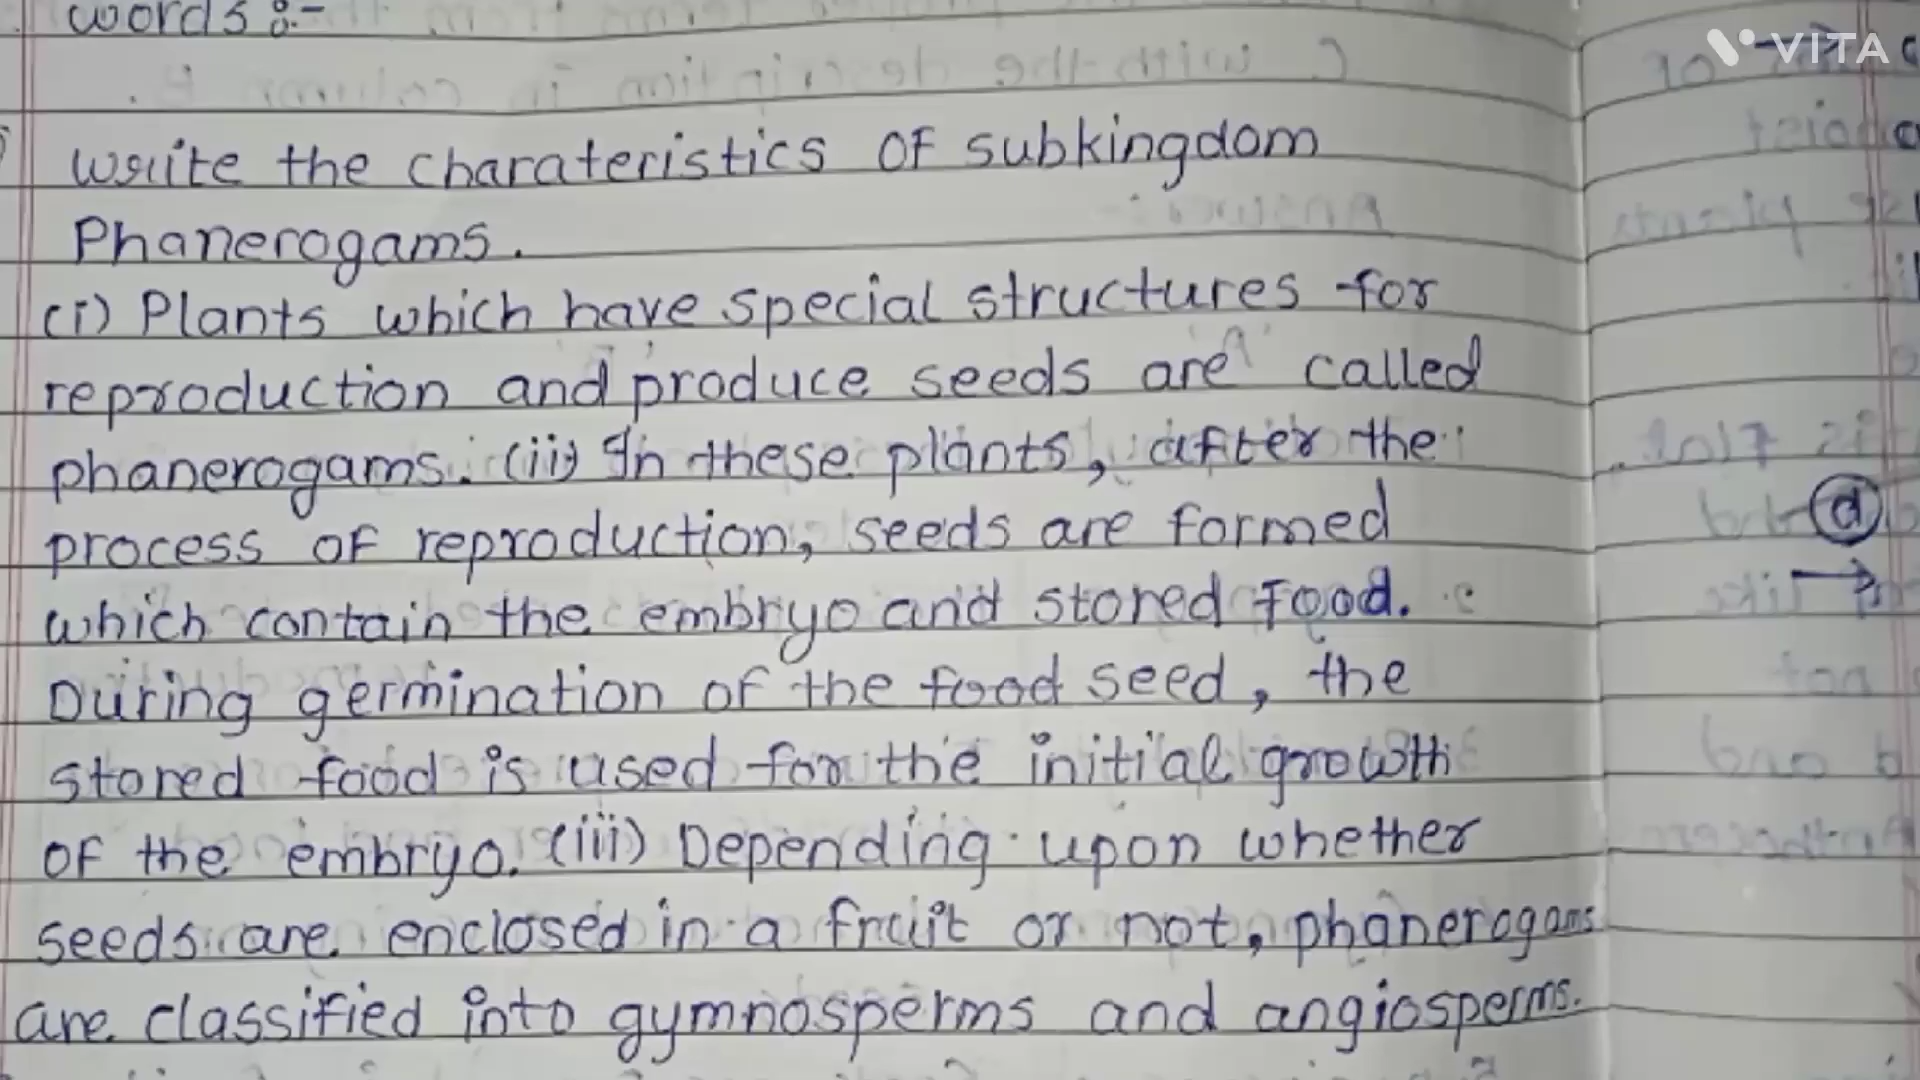 words :-
VITA
write the charateristics of subkingdom
Phanerogams.
(i) Plants which have special structures for
reproduction and produce seeds are called
phanerogams. (ii) In these plants, after the
process of reproduction, seeds are formed
which contain the embryo and stored food.
During germination of the food seed, the
stored food is used for the initial growth
of the embryo. (iii) Depending upon whether
seeds are enclosed in a fruit or not, phanerogams
are classified into gymnosperms and angiosperms.